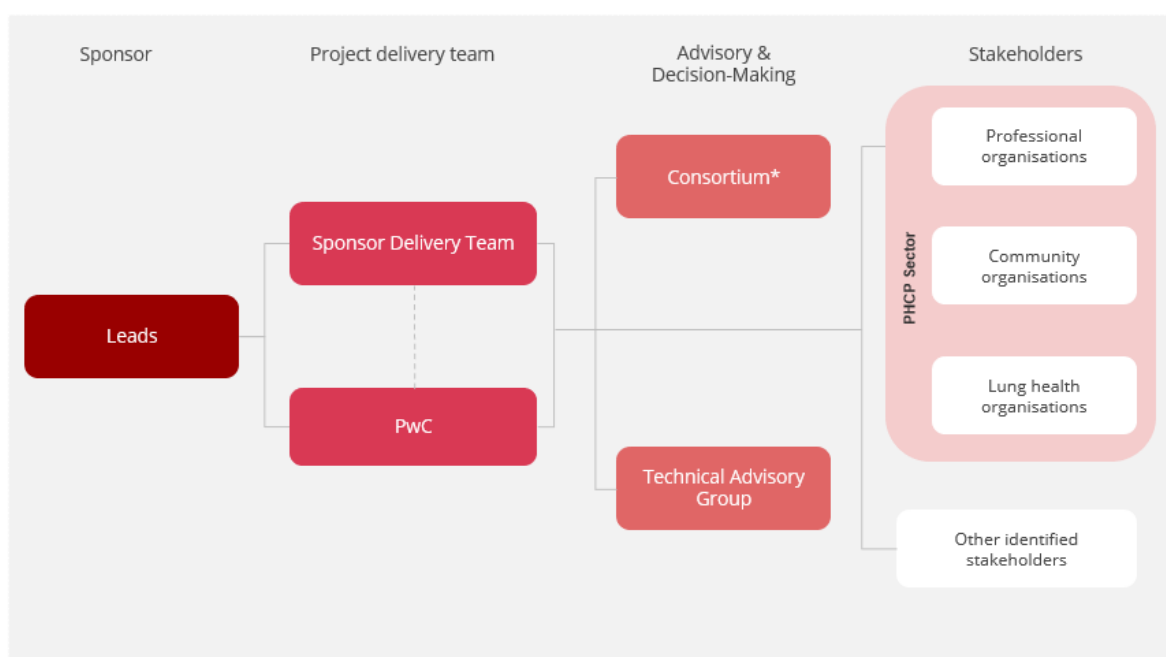 Sponsor
Project delivery team
Advisory &
Decision-Making
Stakeholders
Leads
Sponsor Delivery Team
PwC
Consortium*
Technical Advisory
Group
PHCP Sector
Professional
organisations
Community
organisations
Lung health
organisations
Other identified
stakeholders